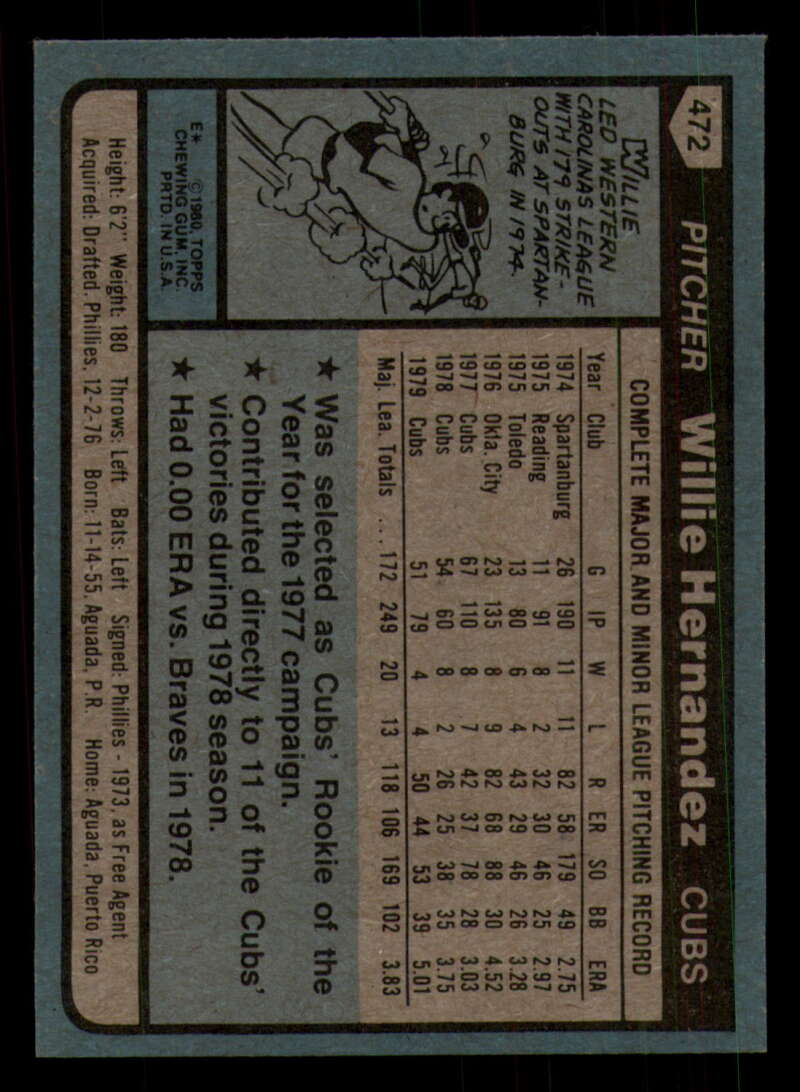 472 PITCHER Willie Hernandez CUBS
WILLIE
LED WESTERN
CAROLINAS LEAGUE
WITH 179 STRIKE-
OUTS AT SPARTAN-
BURG IN 1974.
E* © 1980, TOPPS
CHEWING GUM, INC.
PRTD. IN U.S.A.
COMPLETE MAJOR AND MINOR LEAGUE PITCHING RECORD
Year Club G IP W L R ER SO BB ERA
1974 Spartanburg 26 190 11 11 82 58 179 49 2.75
1975 Reading 11 91 8 2 32 30 46 25 2.97
1975 Toledo 13 80 6 4 43 29 46 26 3.28
1976 Okla. City 23 135 8 9 82 68 88 30 4.52
1977 Cubs 67 110 8 7 42 37 78 28 3.03
1978 Cubs 54 60 8 2 26 25 38 35 3.75
1979 Cubs 51 79 4 4 50 44 53 39 5.01
Maj. Lea. Totals ... 172 249 20 13 118 106 169 102 3.83
★ Was selected as Cubs' Rookie of the
Year for the 1977 campaign.
★ Contributed directly to 11 of the Cubs'
victories during 1978 season.
★ Had 0.00 ERA vs. Braves in 1978.
Height: 6'2" Weight: 180 Throws: Left Bats: Left Signed: Phillies - 1973, as Free Agent
Acquired: Drafted. Phillies, 12-2-76 Born: 11-14-55, Aguada, P.R. Home: Aguada, Puerto Rico